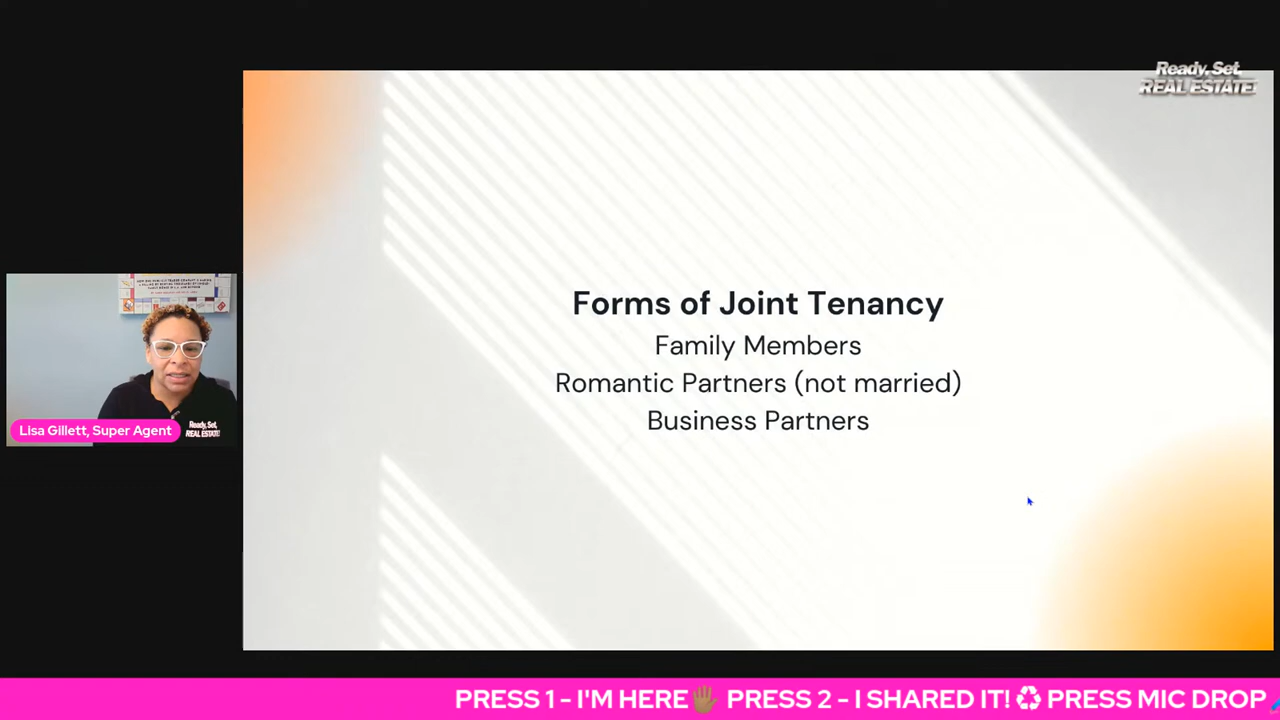 Ready, Set,
REAL ESTATE!
Forms of Joint Tenancy
Family Members
Romantic Partners (not married)
Business Partners
Lisa Gillett, Super Agent
Ready, Set,
REAL ESTATE!
PRESS 1 - I'M HERE🖐🏾 PRESS 2 - I SHARED IT! ♻ PRESS MIC DROP